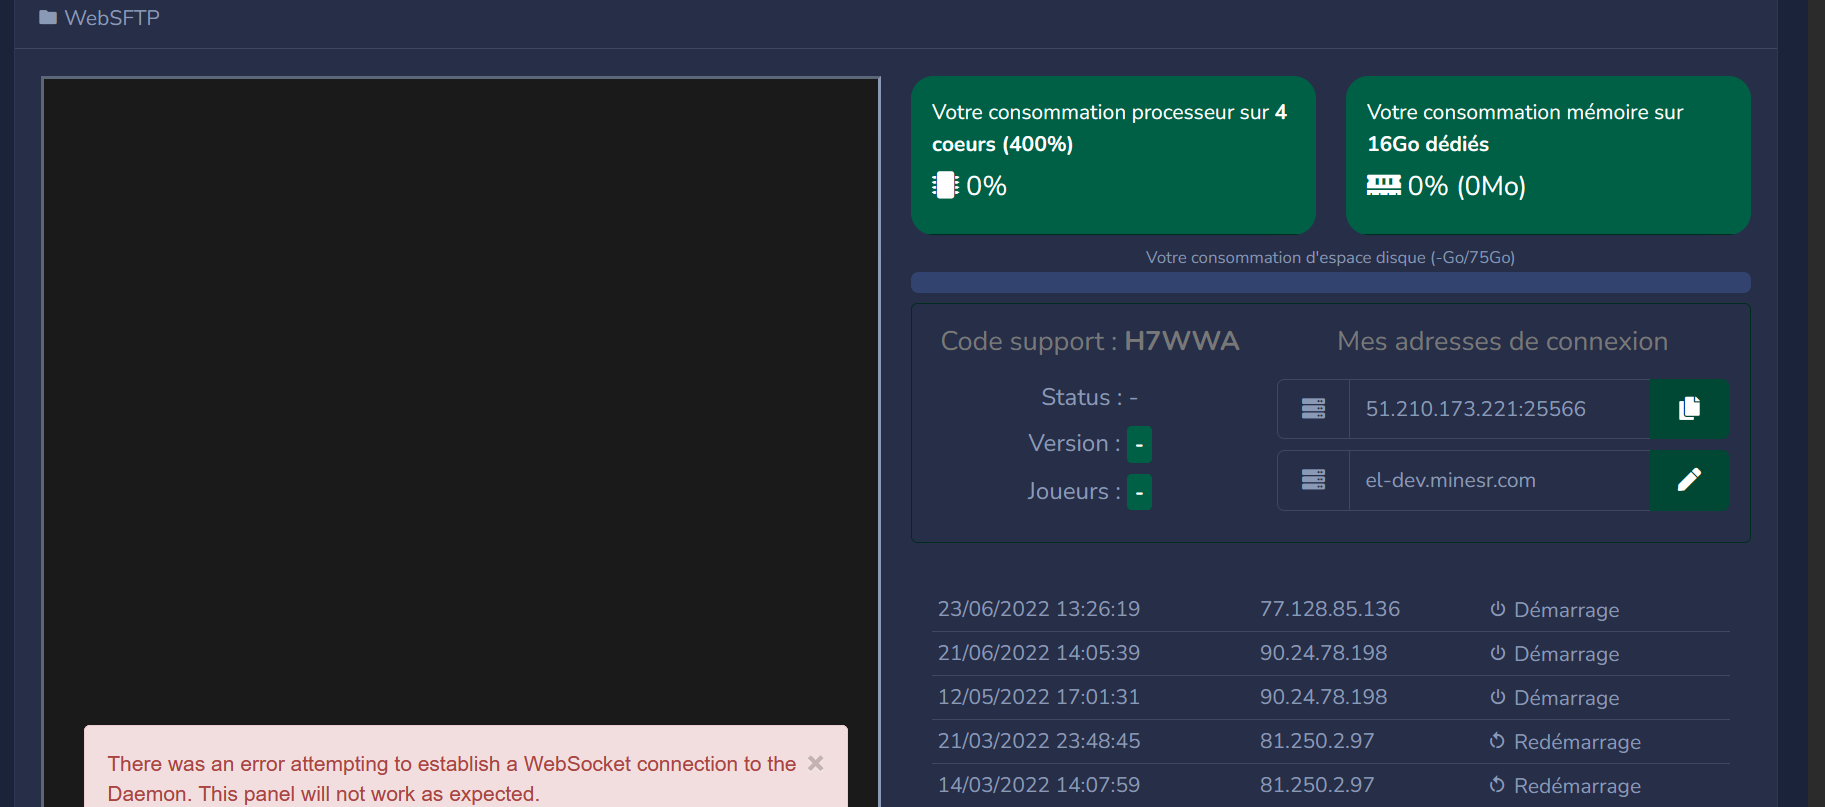 WebSFTP
Votre consommation processeur sur 4
coeurs (400%)
0%
Votre consommation mémoire sur
16Go dédiés
0% (0Mo)
Votre consommation d'espace disque (-Go/75Go)
Code support : H7WWA
Status : -
Version : -
Joueurs : -
Mes adresses de connexion
51.210.173.221:25566
el-dev.minesr.com
23/06/2022 13:26:19 77.128.85.136 Démarrage
21/06/2022 14:05:39 90.24.78.198 Démarrage
12/05/2022 17:01:31 90.24.78.198 Démarrage
21/03/2022 23:48:45 81.250.2.97 Redémarrage
14/03/2022 14:07:59 81.250.2.97 Redémarrage
There was an error attempting to establish a WebSocket connection to the
Daemon. This panel will not work as expected.